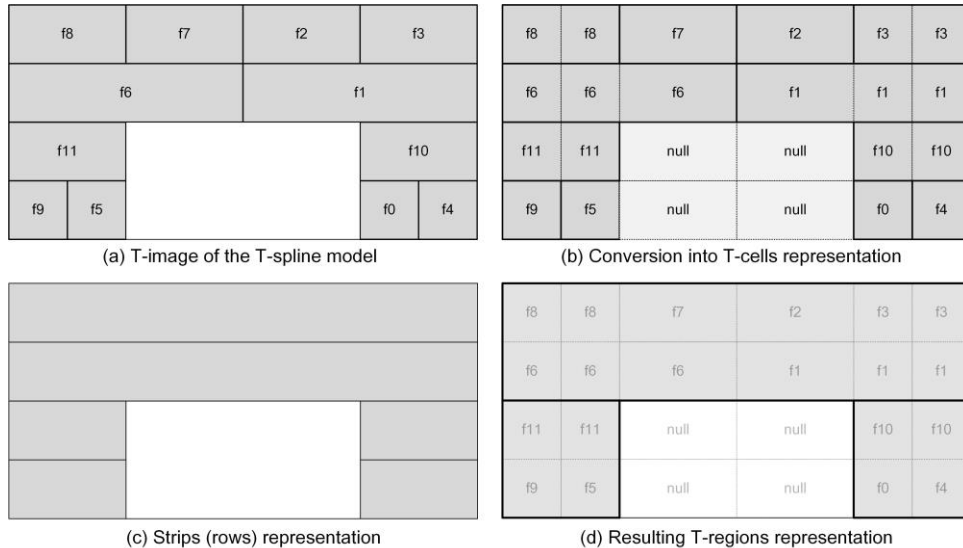 f8 f7 f2 f3
f6 f1
f11 f10
f9 f5 f0 f4
(a) T-image of the T-spline model
f8 f8 f7 f2 f3 f3
f6 f6 f6 f1 f1 f1
f11 f11 null null f10 f10
f9 f5 null null f0 f4
(b) Conversion into T-cells representation
(c) Strips (rows) representation
f8 f8 f7 f2 f3 f3
f6 f6 f6 f1 f1 f1
f11 f11 null null f10 f10
f9 f5 null null f0 f4
(d) Resulting T-regions representation